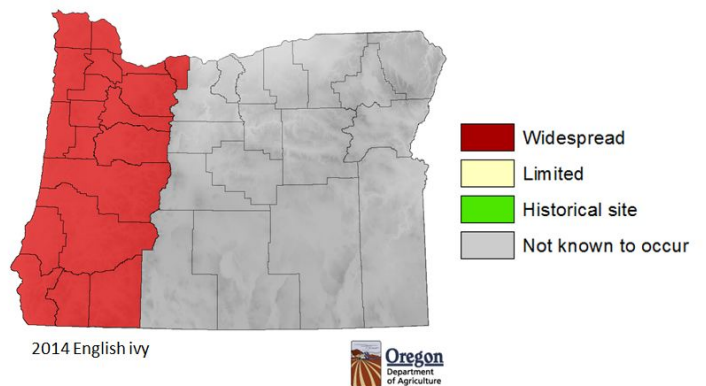 Widespread
Limited
Historical site
Not known to occur
2014 English ivy
Oregon
Department
of Agriculture